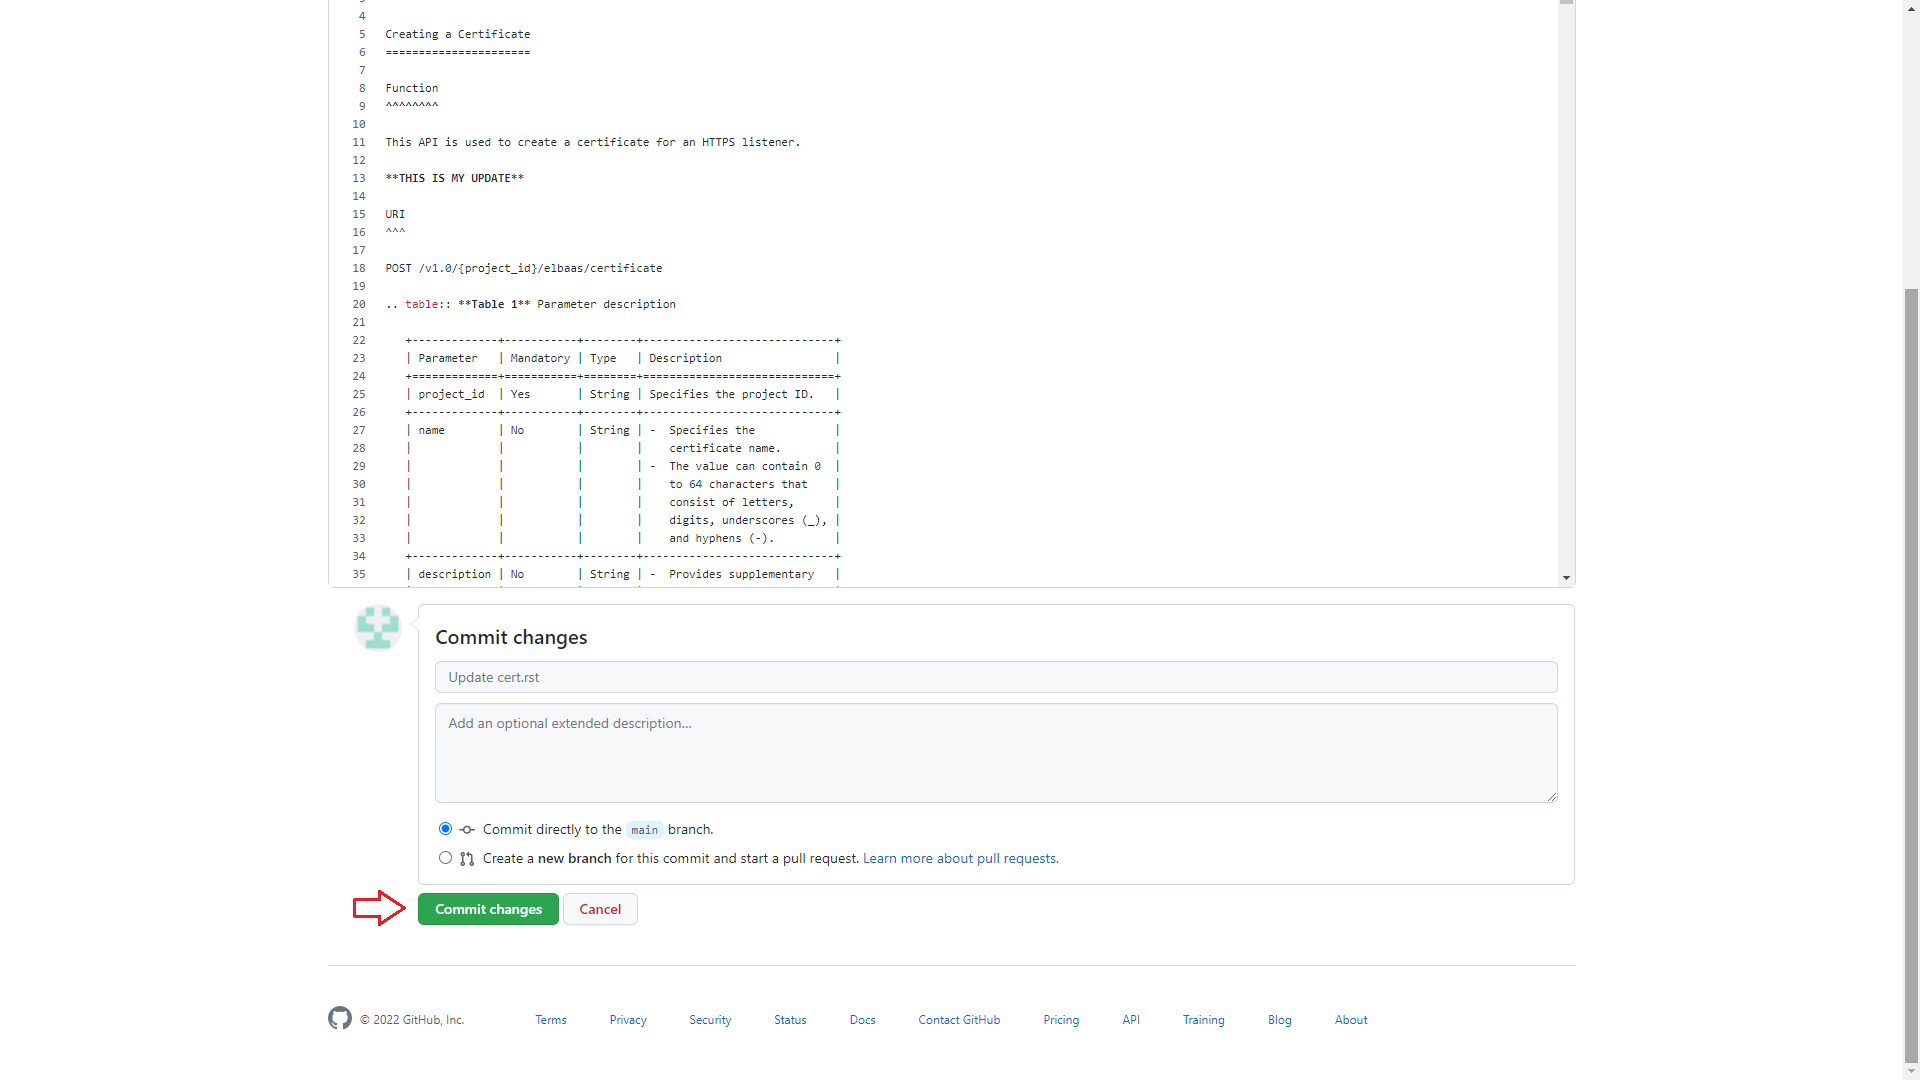 4
5 Creating a Certificate
6 ======================
7
8 Function
9 ^^^^^^^^
10
11 This API is used to create a certificate for an HTTPS listener.
12
13 **THIS IS MY UPDATE**
14
15 URI
16 ^^^
17
18 POST /v1.0/{project_id}/elbaas/certificate
19
20 .. table:: **Table 1** Parameter description
21
22    +-------------+-----------+--------+-----------------------------+
23    | Parameter   | Mandatory | Type   | Description                 |
24    +=============+===========+========+=============================+
25    | project_id  | Yes       | String | Specifies the project ID.   |
26    +-------------+-----------+--------+-----------------------------+
27    | name        | No        | String | -  Specifies the            |
28    |             |           |        |    certificate name.        |
29    |             |           |        | -  The value can contain 0  |
30    |             |           |        |    to 64 characters that    |
31    |             |           |        |    consist of letters,      |
32    |             |           |        |    digits, underscores (_), |
33    |             |           |        |    and hyphens (-).         |
34    +-------------+-----------+--------+-----------------------------+
35    | description | No        | String | -  Provides supplementary   |
Commit changes
Update cert.rst
Add an optional extended description...
Commit directly to the main branch.
Create a new branch for this commit and start a pull request. Learn more about pull requests.
Commit changes Cancel
© 2022 GitHub, Inc. Terms Privacy Security Status Docs Contact GitHub Pricing API Training Blog About